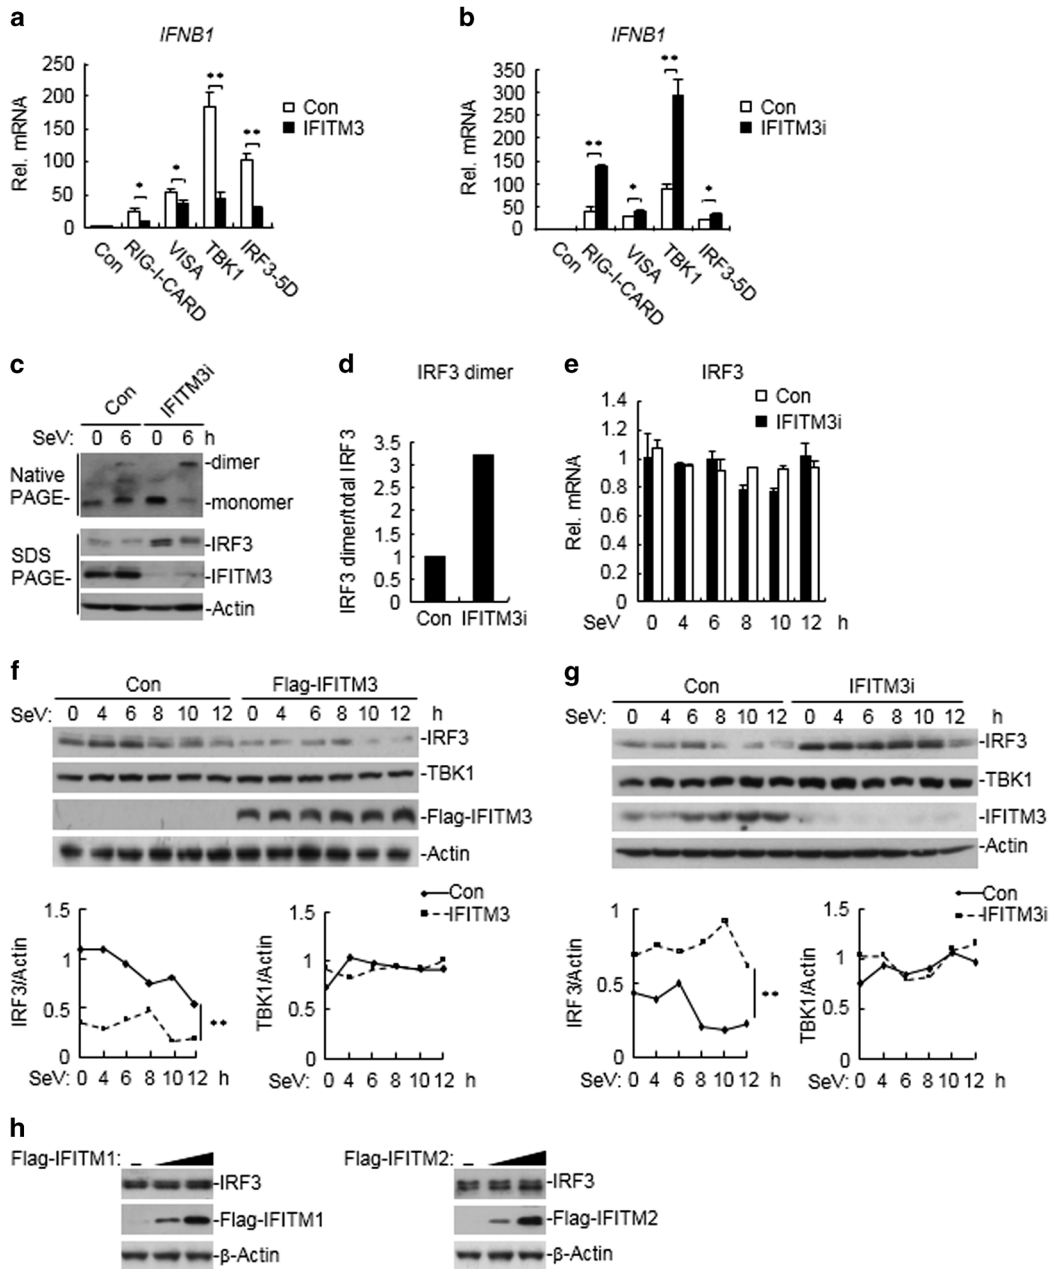 a
IFNB1
Rel. mRNA
250
200
150
100
50
0
** 
* * **
Con
IFITM3
Con RIG-I-CARD VISA TBK1 IRF3-5D
b
IFNB1
Rel. mRNA
350
300
250
200
150
100
50
0
**
** * *
Con
IFITM3i
Con RIG-I-CARD VISA TBK1 IRF3-5D
c
Con IFITM3i
SeV: 0 6 0 6 h
Native PAGE-
-dimer
-monomer
SDS PAGE-
-IRF3
-IFITM3
-Actin
d
IRF3 dimer
IRF3 dimer/total IRF3
3.5
3
2.5
2
1.5
1
0.5
0
Con IFITM3i
e
IRF3
Con
IFITM3i
Rel. mRNA
1.4
1.2
1
0.8
0.6
0.4
0.2
0
SeV 0 4 6 8 10 12 h
f
Con Flag-IFITM3
SeV: 0 4 6 8 10 12 0 4 6 8 10 12 h
-IRF3
-TBK1
-Flag-IFITM3
-Actin
IRF3/Actin
1.5
1
0.5
0
**
SeV: 0 4 6 8 10 12 h
Con
IFITM3
TBK1/Actin
1.5
1
0.5
0
SeV: 0 4 6 8 10 12 h
g
Con IFITM3i
SeV: 0 4 6 8 10 12 0 4 6 8 10 12 h
-IRF3
-TBK1
-IFITM3
-Actin
IRF3/Actin
1
0.5
0
**
SeV: 0 4 6 8 10 12 h
Con
IFITM3i
TBK1/Actin
1.5
1
0.5
0
SeV: 0 4 6 8 10 12 h
h
Flag-IFITM1: –
-IRF3
-Flag-IFITM1
-β-Actin
Flag-IFITM2: –
-IRF3
-Flag-IFITM2
-β-Actin